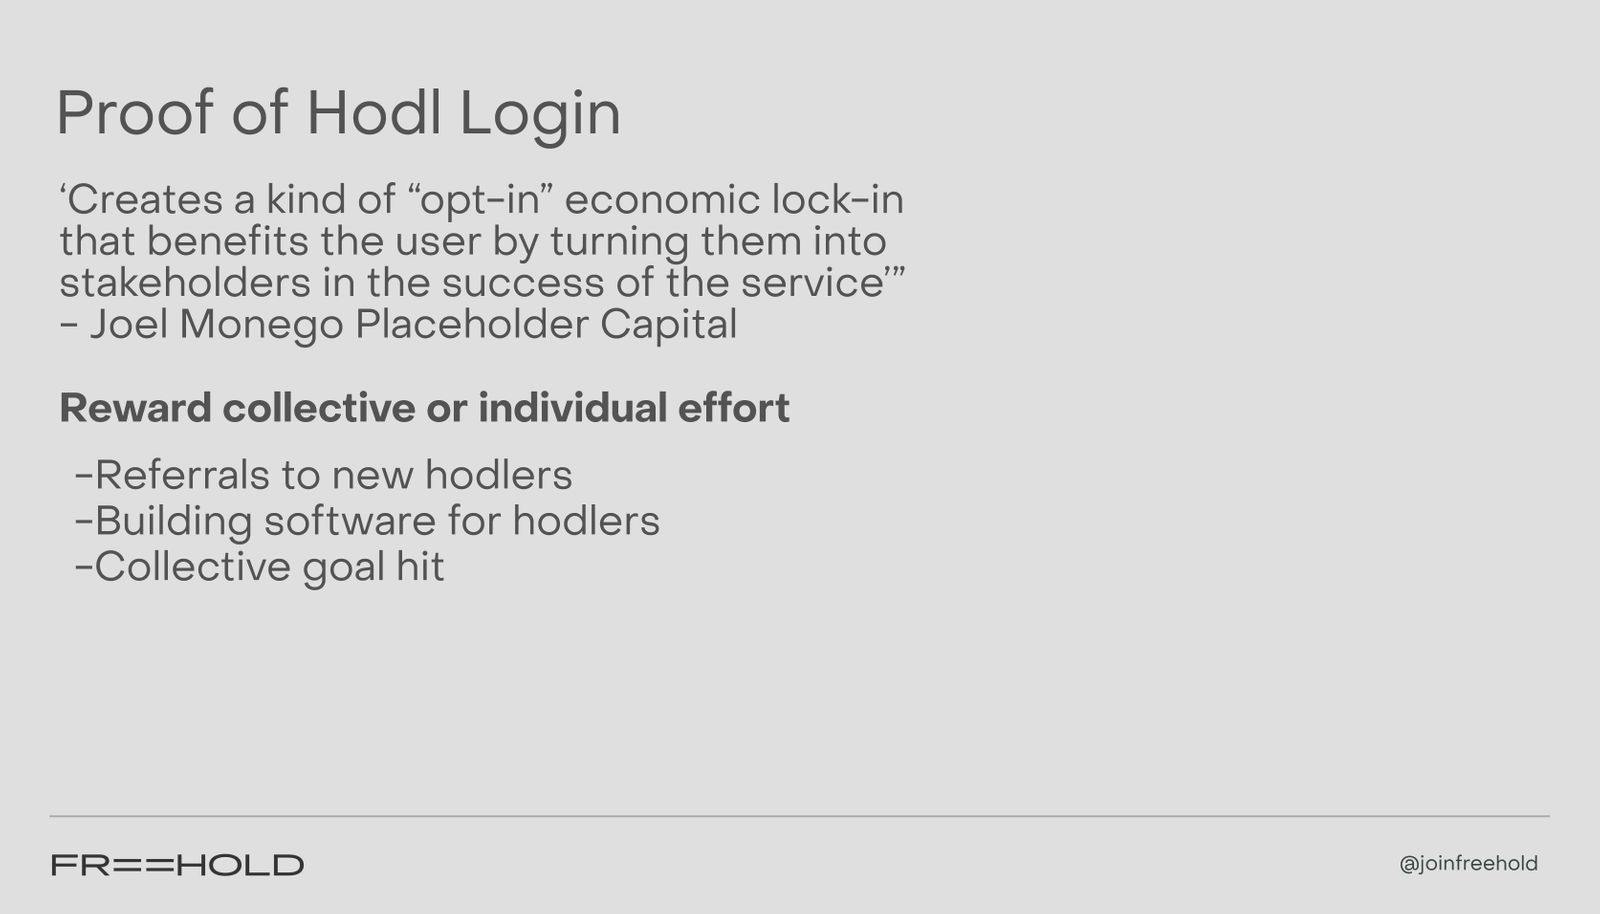 Proof of Hodl Login
‘Creates a kind of “opt-in” economic lock-in
that benefits the user by turning them into
stakeholders in the success of the service’”
- Joel Monego Placeholder Capital
Reward collective or individual effort
-Referrals to new hodlers
-Building software for hodlers
-Collective goal hit
FREEHOLD
@joinfreehold